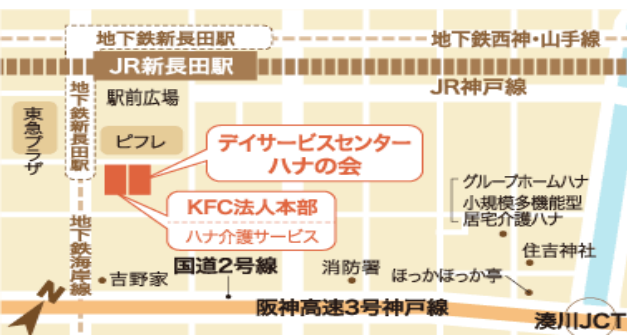 地下鉄新長田駅
地下鉄西神・山手線
JR新長田駅
JR神戸線
地下鉄新長田駅
駅前広場
東急プラザ
ピフレ
デイサービスセンター
ハナの会
KFC法人本部
ハナ介護サービス
グループホームハナ
小規模多機能型
居宅介護ハナ
地下鉄海岸線
住吉神社
吉野家
国道2号線
消防署
ほっかほっか亭
N
阪神高速3号神戸線
湊川JCT